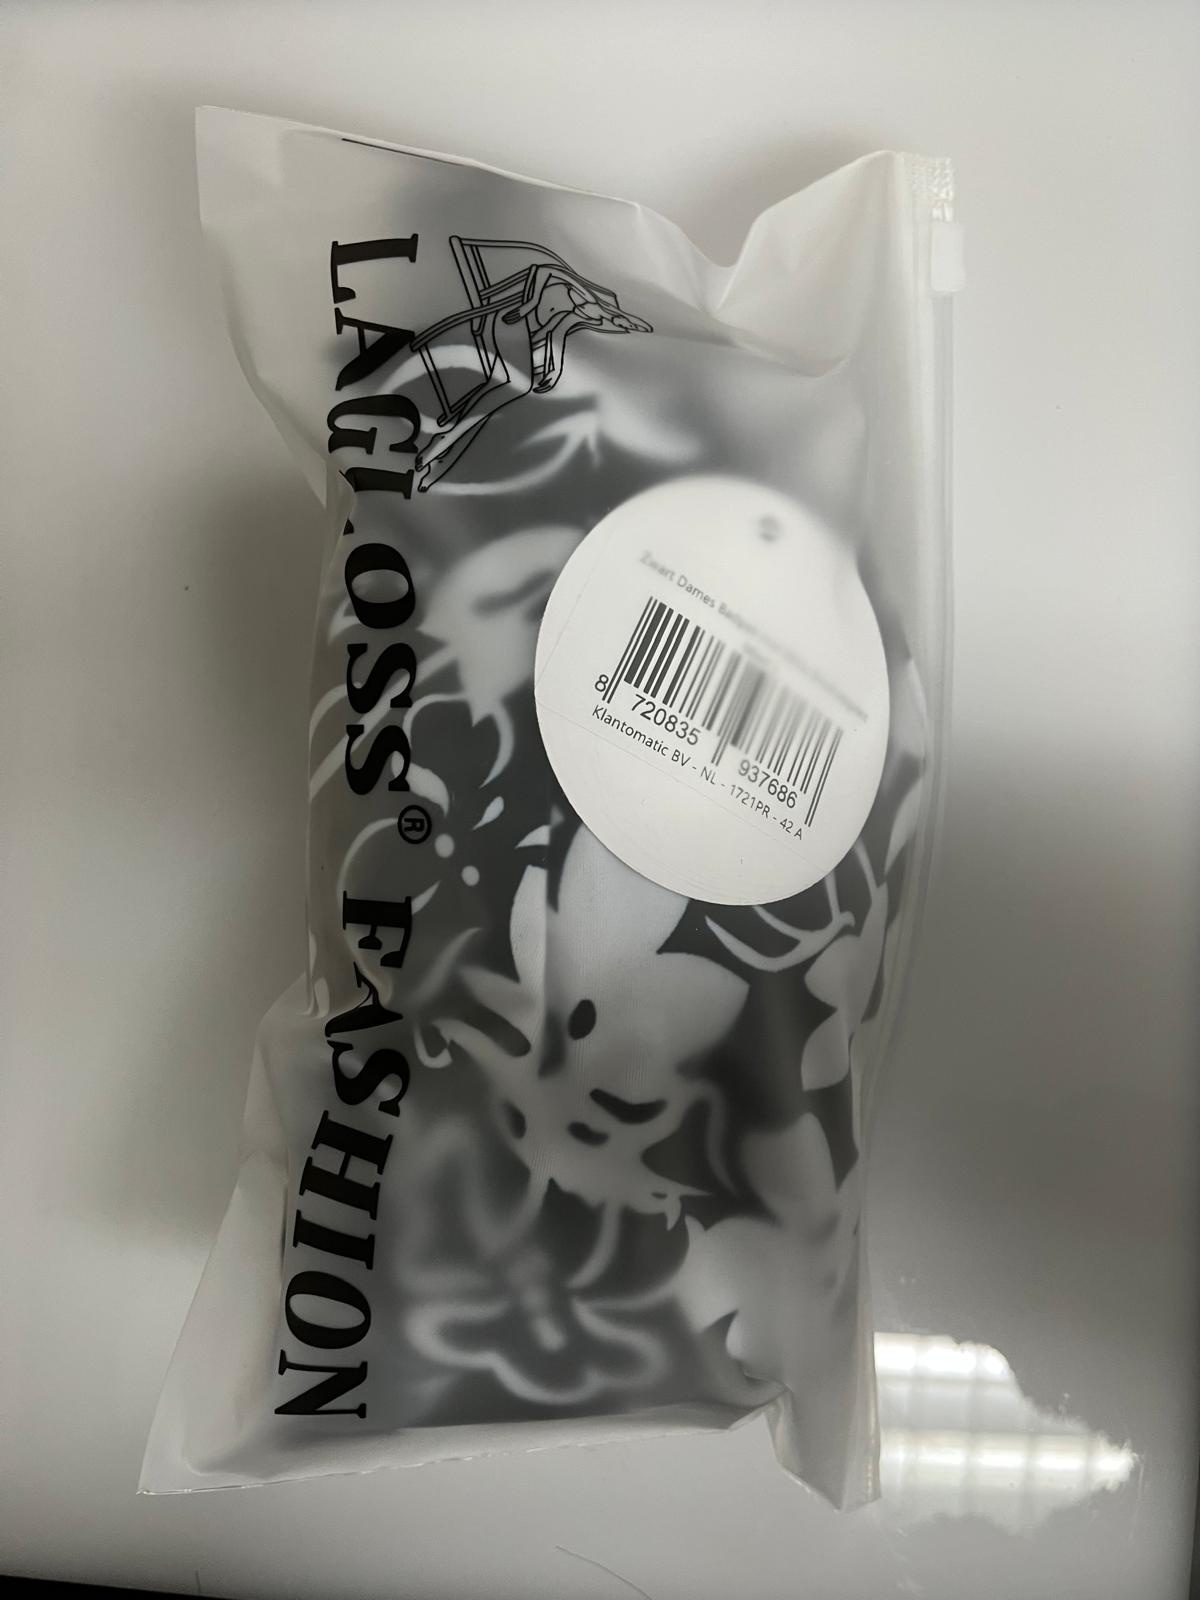 LAGLOSS® FASHION
Zwart Dames
8 720835 937686
Klantomatic BV - NL - 1721PR - 42 A